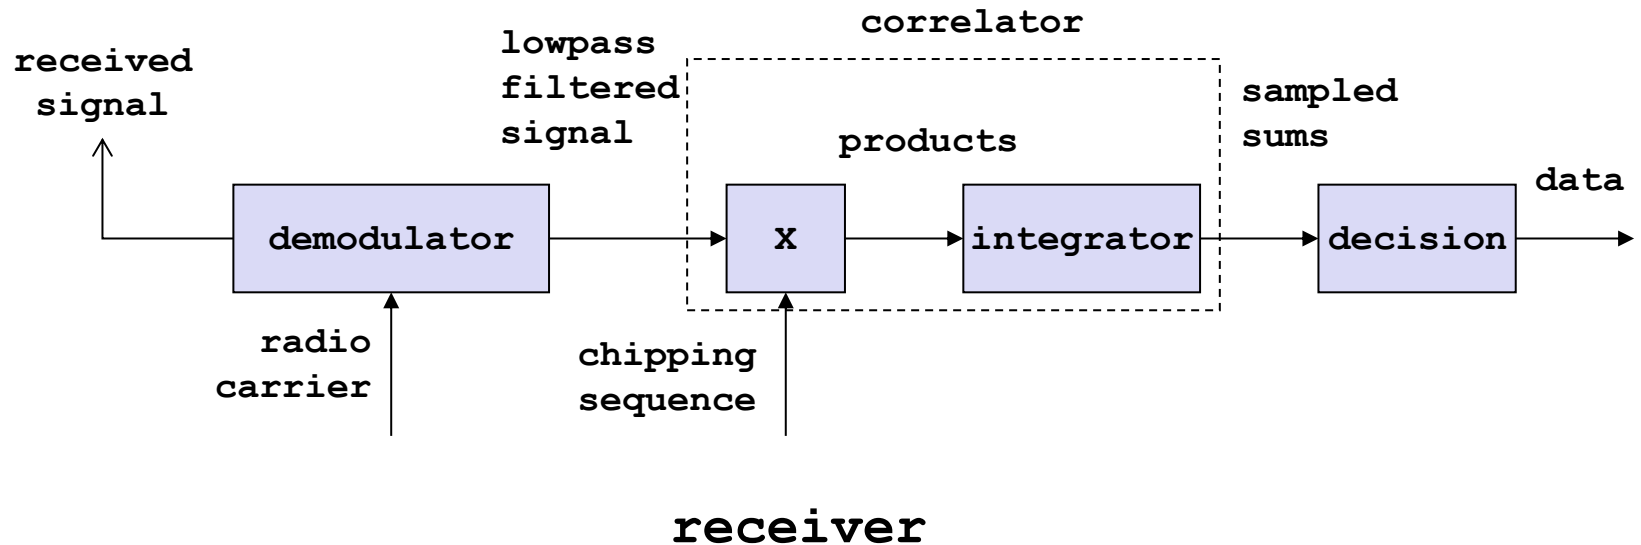 correlator
received
signal
lowpass
filtered
signal
products
sampled
sums
data
demodulator
X
integrator
decision
radio
carrier
chipping
sequence
receiver